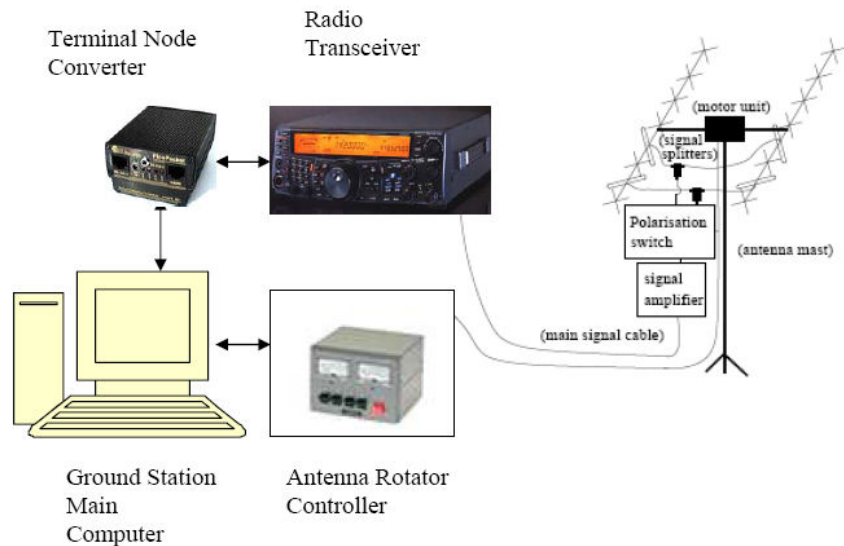 Terminal Node
Converter
Radio
Transceiver
(motor unit)
(signal
splitters)
Polarisation
switch
(antenna mast)
signal
amplifier
(main signal cable)
Ground Station
Main
Computer
Antenna Rotator
Controller